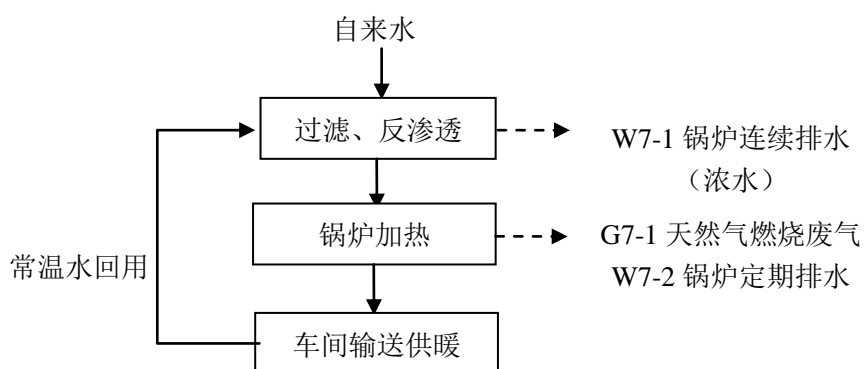 自来水
过滤、反渗透
W7-1 锅炉连续排水
（浓水）
锅炉加热
G7-1 天然气燃烧废气
W7-2 锅炉定期排水
常温水回用
车间输送供暖